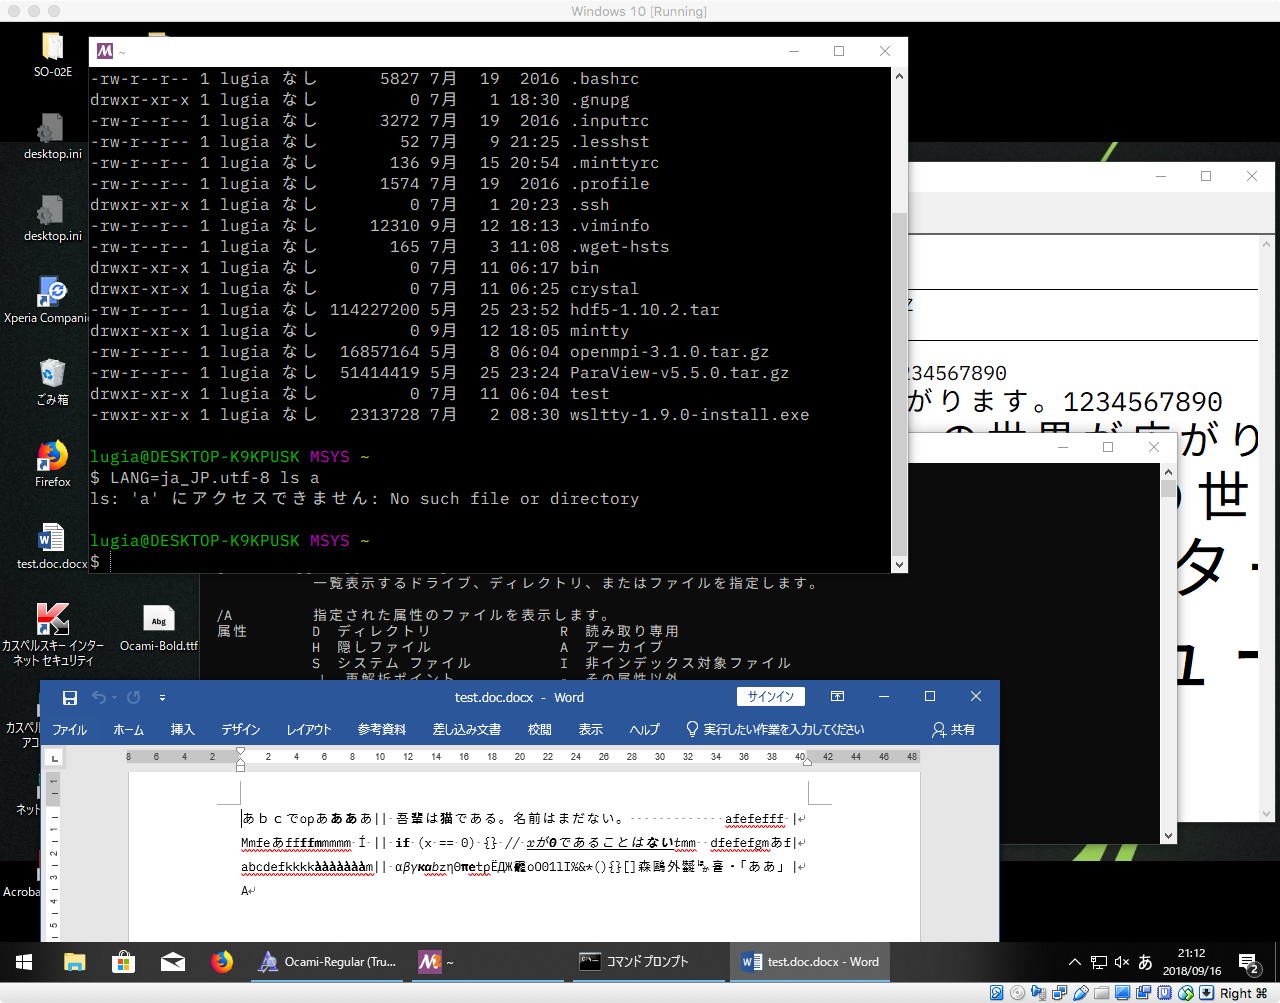 Windows 10 [Running]
SO-02E
desktop.ini
desktop.ini
Xperia Compani
ごみ箱
Firefox
test.doc.docx
カスペルスキー インター
ネット セキュリティ
Ocami-Bold.ttf
カスペ
アコ
ネット
Acroba
~
-rw-r--r-- 1 lugia なし 5827 7月 19 2016 .bashrc
drwxr-xr-x 1 lugia なし 0 7月 1 18:30 .gnupg
-rw-r--r-- 1 lugia なし 3272 7月 19 2016 .inputrc
-rw-r--r-- 1 lugia なし 52 7月 9 21:25 .lesshst
-rw-r--r-- 1 lugia なし 136 9月 15 20:54 .minttyrc
-rw-r--r-- 1 lugia なし 1574 7月 19 2016 .profile
drwxr-xr-x 1 lugia なし 0 7月 1 20:23 .ssh
-rw-r--r-- 1 lugia なし 12310 9月 12 18:13 .viminfo
-rw-r--r-- 1 lugia なし 165 7月 3 11:08 .wget-hsts
drwxr-xr-x 1 lugia なし 0 7月 11 06:17 bin
drwxr-xr-x 1 lugia なし 0 7月 11 06:25 crystal
-rw-r--r-- 1 lugia なし 114227200 5月 25 23:52 hdf5-1.10.2.tar
drwxr-xr-x 1 lugia なし 0 9月 12 18:05 mintty
-rw-r--r-- 1 lugia なし 16857164 5月 8 06:04 openmpi-3.1.0.tar.gz
-rw-r--r-- 1 lugia なし 51414419 5月 25 23:24 ParaView-v5.5.0.tar.gz
drwxr-xr-x 1 lugia なし 0 7月 11 06:04 test
-rwxr-xr-x 1 lugia なし 2313728 7月 2 08:30 wsltty-1.9.0-install.exe
lugia@DESKTOP-K9KPUSK MSYS ~
$ LANG=ja_JP.utf-8 ls a
ls: 'a' にアクセスできません: No such file or directory
lugia@DESKTOP-K9KPUSK MSYS ~
$
z
234567890
がります。1234567890
の世界が広がり
の世
ター
ュー
一覧表示するドライブ、ディレクトリ、またはファイルを指定します。
/A 指定された属性のファイルを表示します。
属性 D ディレクトリ R 読み取り専用
H 隠しファイル A アーカイブ
S システム ファイル I 非インデックス対象ファイル
L 再解析ポイント - その属性以外
test.doc.docx - Word
サインイン
ファイル ホーム 挿入 デザイン レイアウト 参考資料 差し込み文書 校閲 表示 ヘルプ 実行したい作業を入力してください 共有
8 6 4 2 2 4 6 8 10 12 14 16 18 20 22 24 26 28 30 32 34 36 38 40 42 44 46 48
あｂｃでopああああ|| 吾輩は猫である。名前はまだない。 afefefff |
Mmfeあffffmmmmm Í || if (x == 0) {} // xが0であることはないtmm dfefefgmあf|
abcdefkkkkàààààààm|| αβγκαbzηθπetpЁДЖ oO01lI%&*(){}[]森鷗外 ・「ああ」|
A
Ocami-Regular (Tru...
~
コマンド プロンプト
test.doc.docx - Word
あ
21:12
2018/09/16
2
Right ⌘